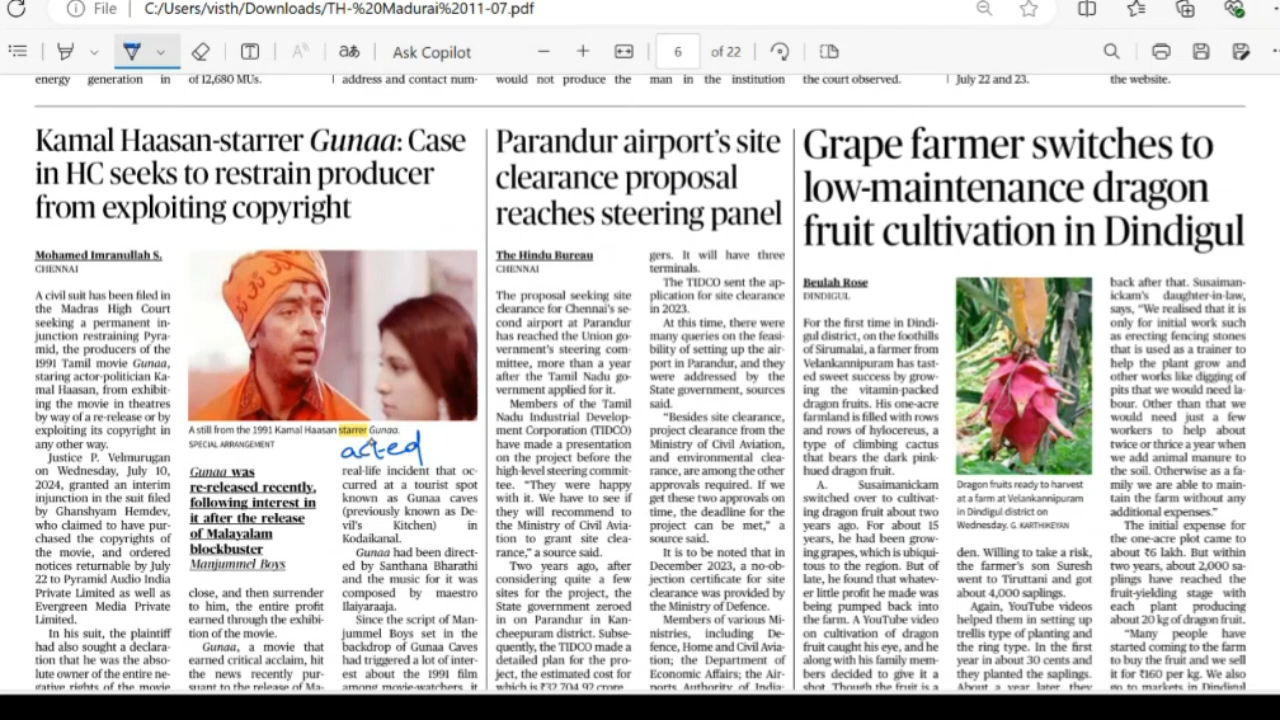 File
C:/Users/visth/Downloads/TH-%20Madurai%2011-07.pdf
Ask Copilot
6
of 22
energy generation in
of 12,680 MUs.
address and contact num-
would not produce the
man in the institution
the court observed.
July 22 and 23.
the website.
Kamal Haasan-starrer Gunaa: Case
in HC seeks to restrain producer
from exploiting copyright
Mohamed Imranullah S.
CHENNAI
A civil suit has been filed in
the Madras High Court
seeking a permanent in-
junction restraining Pyra-
mid, the producers of the
1991 Tamil movie Gunaa,
staring actor-politician Ka-
mal Haasan, from exhibit-
ing the movie in theatres
by way of a re-release or by
exploiting its copyright in
any other way.
Justice P. Velmurugan
on Wednesday, July 10,
2024, granted an interim
injunction in the suit filed
by Ghanshyam Hemdev,
who claimed to have pur-
chased the copyrights of
the movie, and ordered
notices returnable by July
22 to Pyramid Audio India
Private Limited as well as
Evergreen Media Private
Limited.
In his suit, the plaintiff
had also sought a declara-
tion that he was the abso-
lute owner of the entire ne-
gative rights of the movie
A still from the 1991 Kamal Haasan starrer Gunaa.
SPECIAL ARRANGEMENT
acted
Gunaa was
re-released recently,
following interest in
it after the release
of Malayalam
blockbuster
Manjummel Boys
close, and then surrender
to him, the entire profit
earned through the exhibi-
tion of the movie.
Gunaa, a movie that
earned critical acclaim, hit
the news recently pur-
suant to the release of Ma-
real-life incident that oc-
curred at a tourist spot
known as Gunaa caves
(previously known as De-
vil's Kitchen) in
Kodaikanal.
Gunaa had been direct-
ed by Santhana Bharathi
and the music for it was
composed by maestro
Ilaiyaraaja.
Since the script of Man-
jummel Boys set in the
backdrop of Gunaa Caves
had triggered a lot of inter-
est about the 1991 film
among movie-watchers, it
Parandur airport's site
clearance proposal
reaches steering panel
The Hindu Bureau
CHENNAI
The proposal seeking site
clearance for Chennai's se-
cond airport at Parandur
has reached the Union go-
vernment's steering com-
mittee, more than a year
after the Tamil Nadu go-
vernment applied for it.
Members of the Tamil
Nadu Industrial Develop-
ment Corporation (TIDCO)
have made a presentation
on the project before the
high-level steering commit-
tee. "They were happy
with it. We have to see if
they will recommend to
the Ministry of Civil Avia-
tion to grant site clea-
rance," a source said.
Two years ago, after
considering quite a few
sites for the project, the
State government zeroed
in on Parandur in Kan-
cheepuram district. Subse-
quently, the TIDCO made a
detailed plan for the pro-
ject, the estimated cost for
which is ₹32,704.92 crore
gers. It will have three
terminals.
The TIDCO sent the ap-
plication for site clearance
in 2023.
At this time, there were
many queries on the feasi-
bility of setting up the air-
port in Parandur, and they
were addressed by the
State government, sources
said.
"Besides site clearance,
project clearance from the
Ministry of Civil Aviation,
and environmental clea-
rance, are among the other
approvals required. If we
get these two approvals on
time, the deadline for the
project can be met," a
source said.
It is to be noted that in
December 2023, a no-ob-
jection certificate for site
clearance was provided by
the Ministry of Defence.
Members of various Mi-
nistries, including De-
fence, Home and Civil Avia-
tion; the Department of
Economic Affairs; the Air-
ports Authority of India-
Grape farmer switches to
low-maintenance dragon
fruit cultivation in Dindigul
Beulah Rose
DINDIGUL
For the first time in Dindi-
gul district, on the foothills
of Sirumalai, a farmer from
Velankannipuram has tast-
ed sweet success by grow-
ing the vitamin-packed
dragon fruits. His one-acre
farmland is filled with rows
and rows of hylocereus, a
type of climbing cactus
that bears the dark pink-
hued dragon fruit.
A. Susaimanickam
switched over to cultivat-
ing dragon fruit about two
years ago. For about 15
years, he had been grow-
ing grapes, which is ubiqui-
tous to the region. But of
late, he found that whatev-
er little profit he made was
being pumped back into
the farm. A YouTube video
on cultivation of dragon
fruit caught his eye, and he
along with his family mem-
bers decided to give it a
shot. Though the fruit is a
Dragon fruits ready to harvest
at a farm at Velankannipuram
in Dindigul district on
Wednesday. G. KARTHIKEYAN
den. Willing to take a risk,
the farmer's son Suresh
went to Tiruttani and got
about 4,000 saplings.
Again, YouTube videos
helped them in setting up
trellis type of planting and
the ring type. In the first
year in about 30 cents and
they planted the saplings.
About a year later they
back after that. Susaiman-
ickam's daughter-in-law,
says, "We realised that it is
only for initial work such
as erecting fencing stones
that is used as a trainer to
help the plant grow and
other works like digging of
pits that we would need la-
bour. Other than that we
would need just a few
workers to help about
twice or thrice a year when
we add animal manure to
the soil. Otherwise as a fa-
mily we are able to main-
tain the farm without any
additional expenses."
The initial expense for
the one-acre plot came to
about ₹6 lakh. But within
two years, about 2,000 sa-
plings have reached the
fruit-yielding stage with
each plant producing
about 20 kg of dragon fruit.
"Many people have
started coming to the farm
to buy the fruit and we sell
it for ₹160 per kg. We also
go to markets in Dindigul